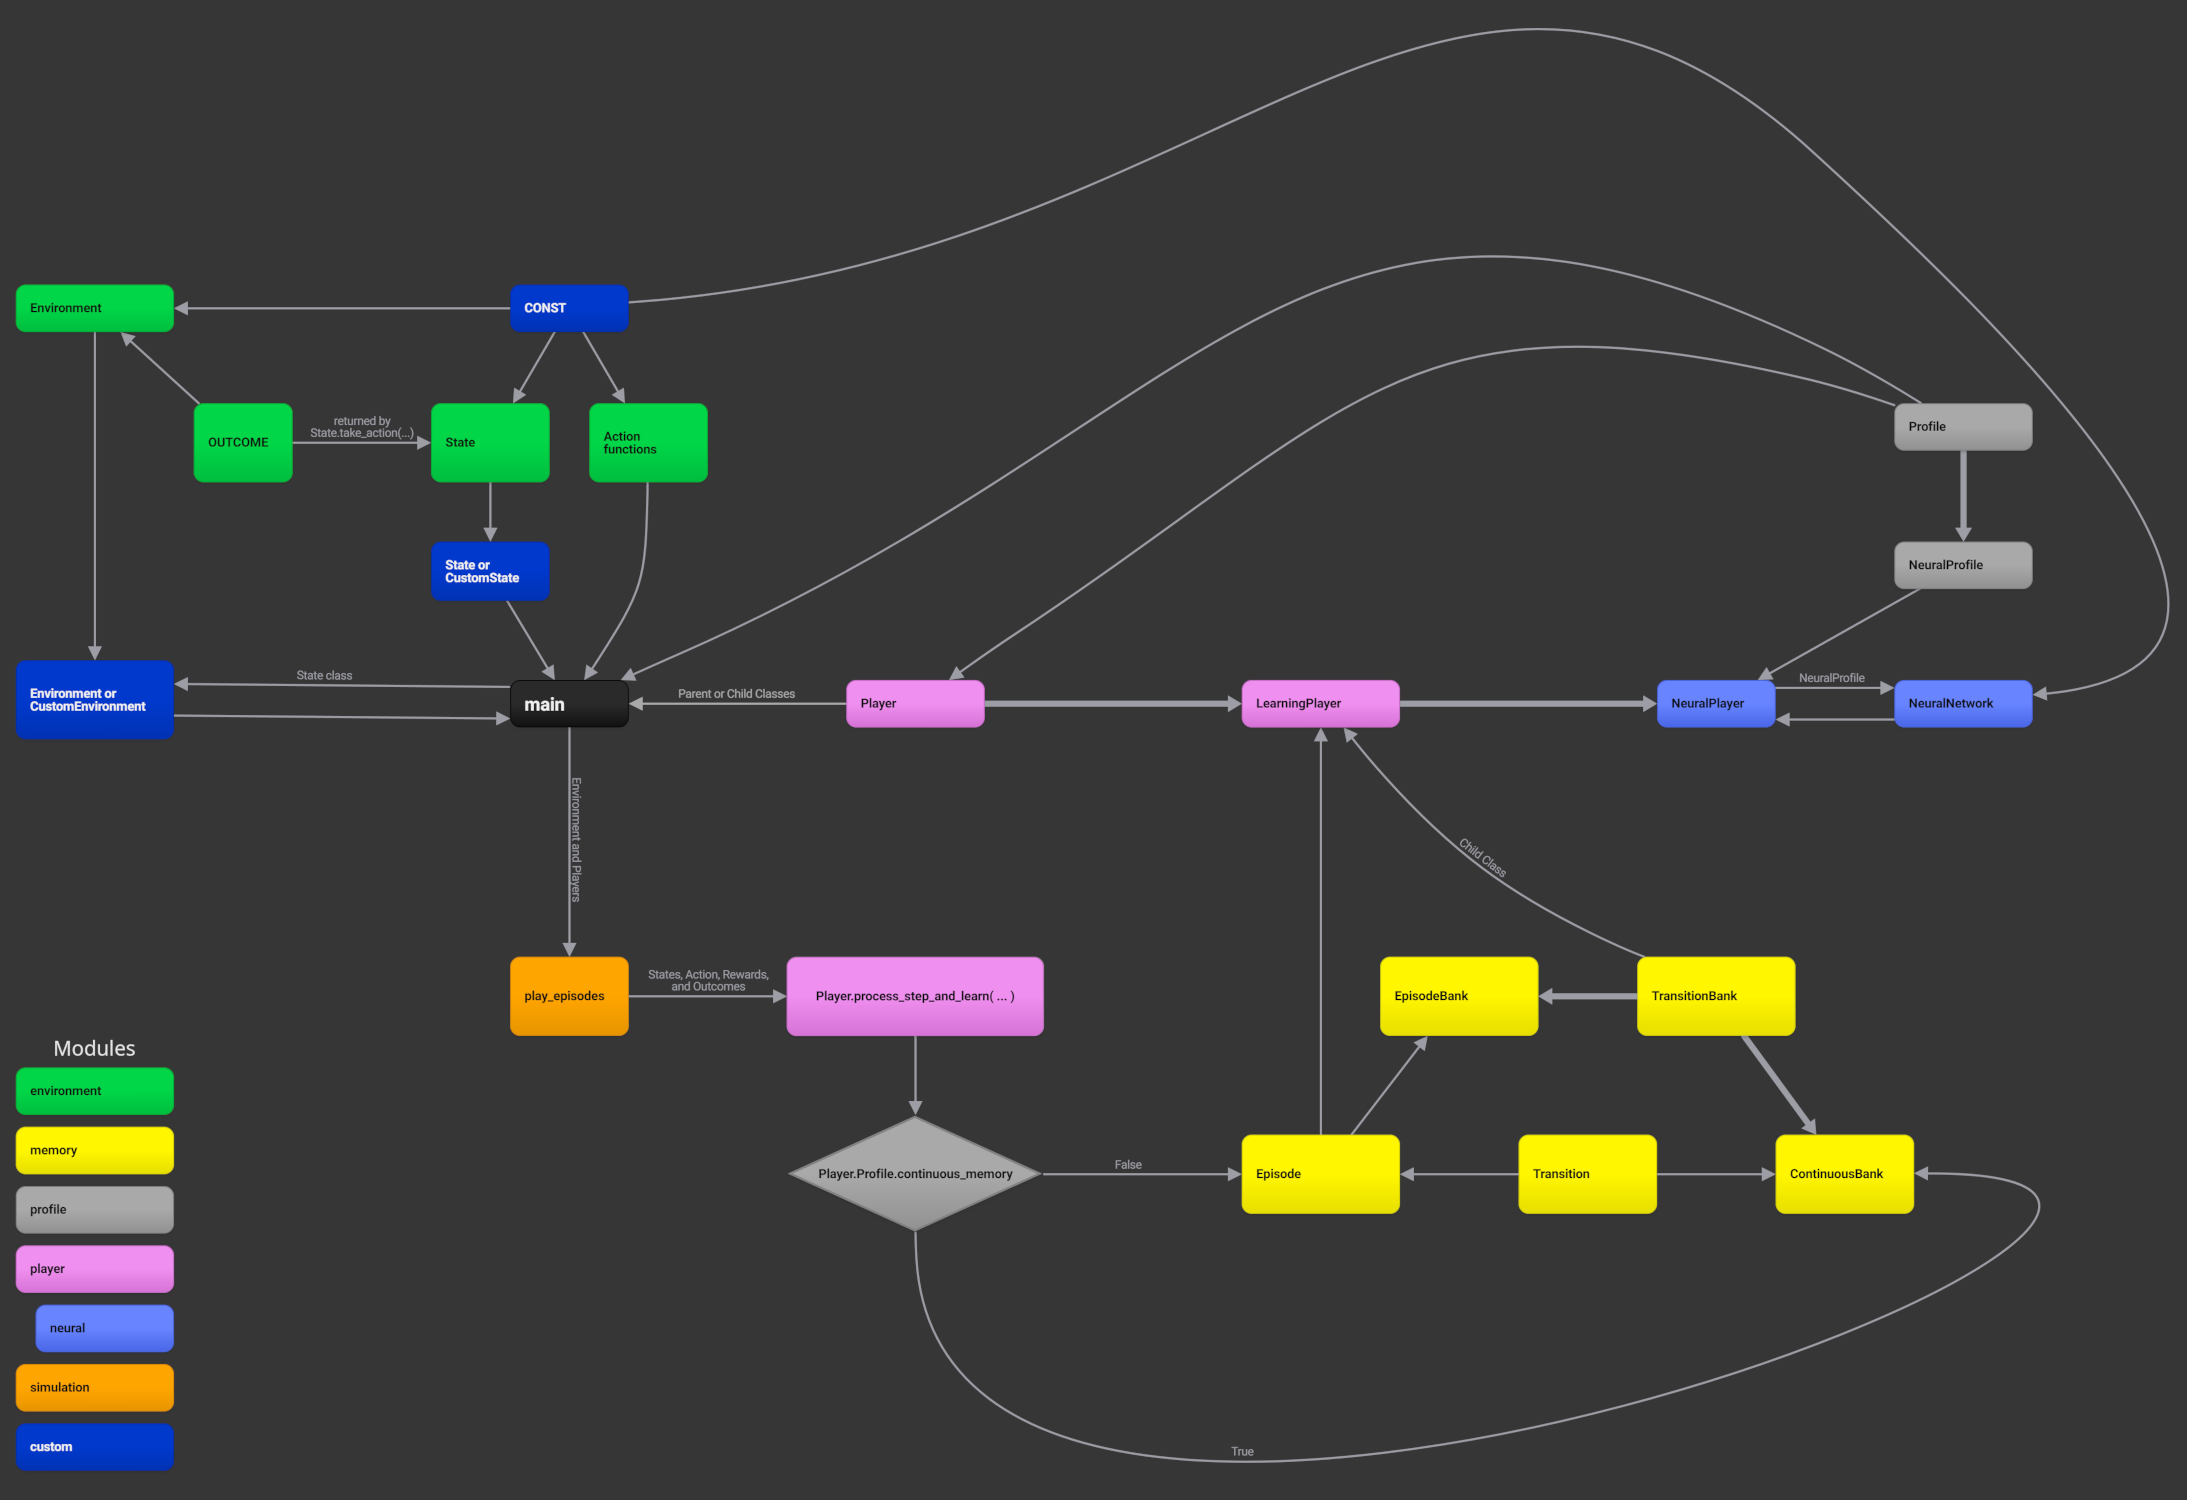 Environment
CONST
OUTCOME
returned by
State.take_action(...)
State
Action
functions
Profile
State or
CustomState
NeuralProfile
Environment or
CustomEnvironment
State class
main
Parent or Child Classes
Player
LearningPlayer
NeuralPlayer
NeuralProfile
NeuralNetwork
Environment and Players
Child Class
play_episodes
States, Action, Rewards,
and Outcomes
Player.process_step_and_learn( ... )
EpisodeBank
TransitionBank
Player.Profile.continuous_memory
False
Episode
Transition
ContinuousBank
True
Modules
environment
memory
profile
player
neural
simulation
custom